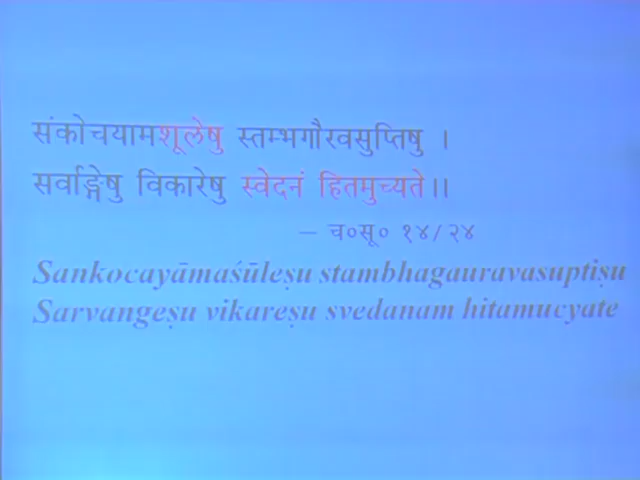 संकोचयामशूलेषु स्तम्भगौरवसुप्तिषु ।
सर्वाङ्गेषु विकारेषु स्वेदनं हितमुच्यते।।
– च०सू० १४/२४
Sankocayāmaśūleṣu stambhagauravasuptiṣu
Sarvangeṣu vikareṣu svedanam hitamucyate